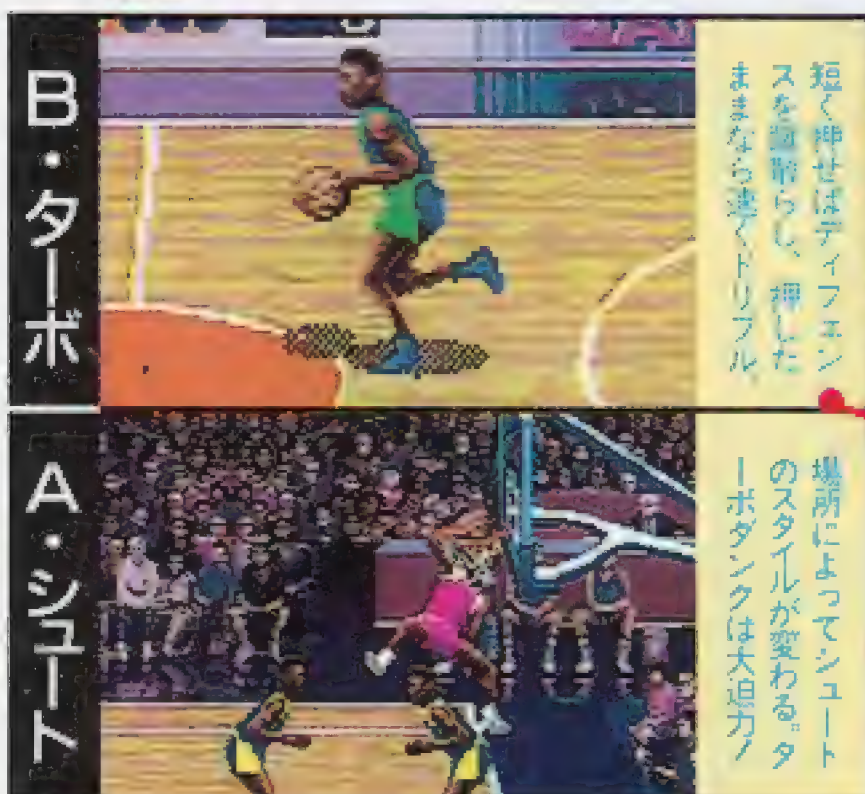 B・ターボ
短く押せばディフェン
スを蹴散らし、押した
ままなら速くドリブル。
A・シュート
場所によってシュート
のスタイルが変わる。タ
ーボダンクは大迫力!